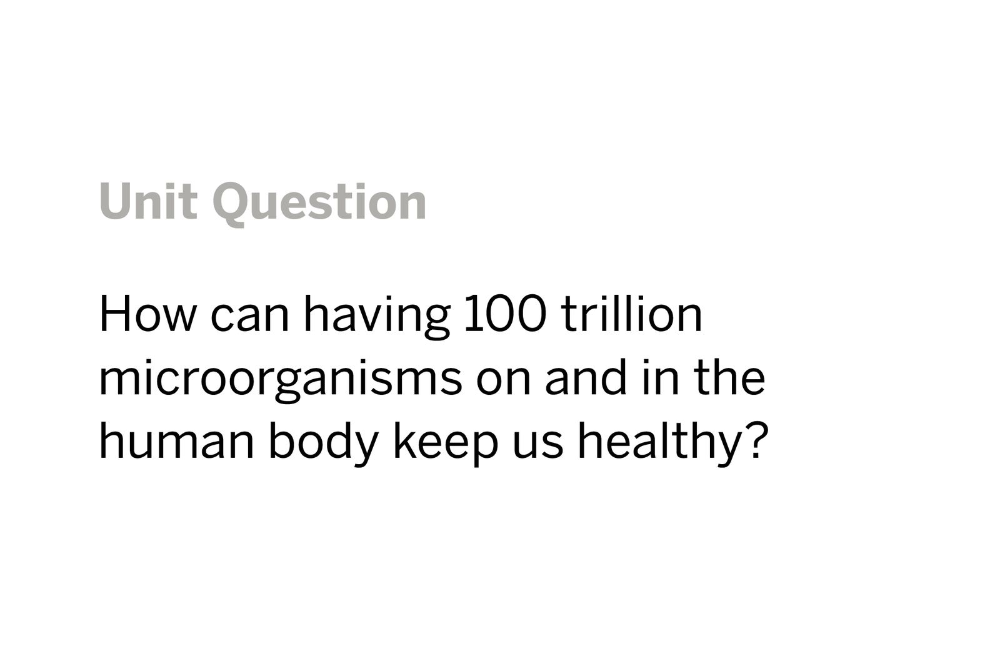 Unit Question
How can having 100 trillion
microorganisms on and in the
human body keep us healthy?